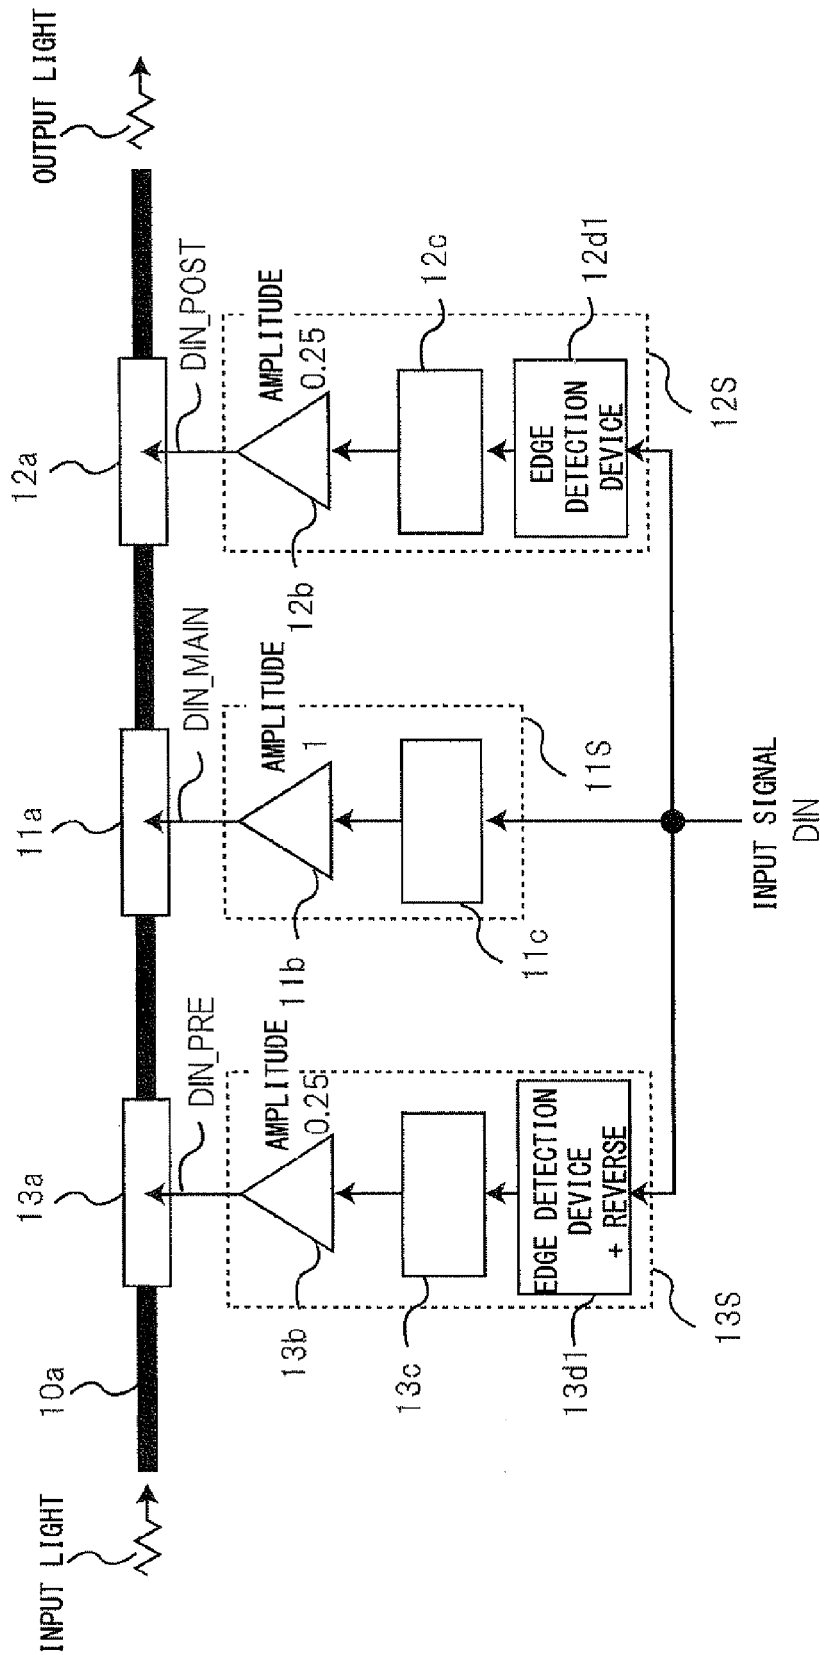 INPUT LIGHT
OUTPUT LIGHT
10a
13a
11a
12a
DIN_PRE
DIN_MAIN
DIN_POST
AMPLITUDE
0.25
AMPLITUDE
1
AMPLITUDE
0.25
13b
11b
12b
13c
11c
12c
EDGE DETECTION
DEVICE
+ REVERSE
EDGE
DETECTION
DEVICE
13d1
12d1
13S
11S
12S
INPUT SIGNAL
DIN